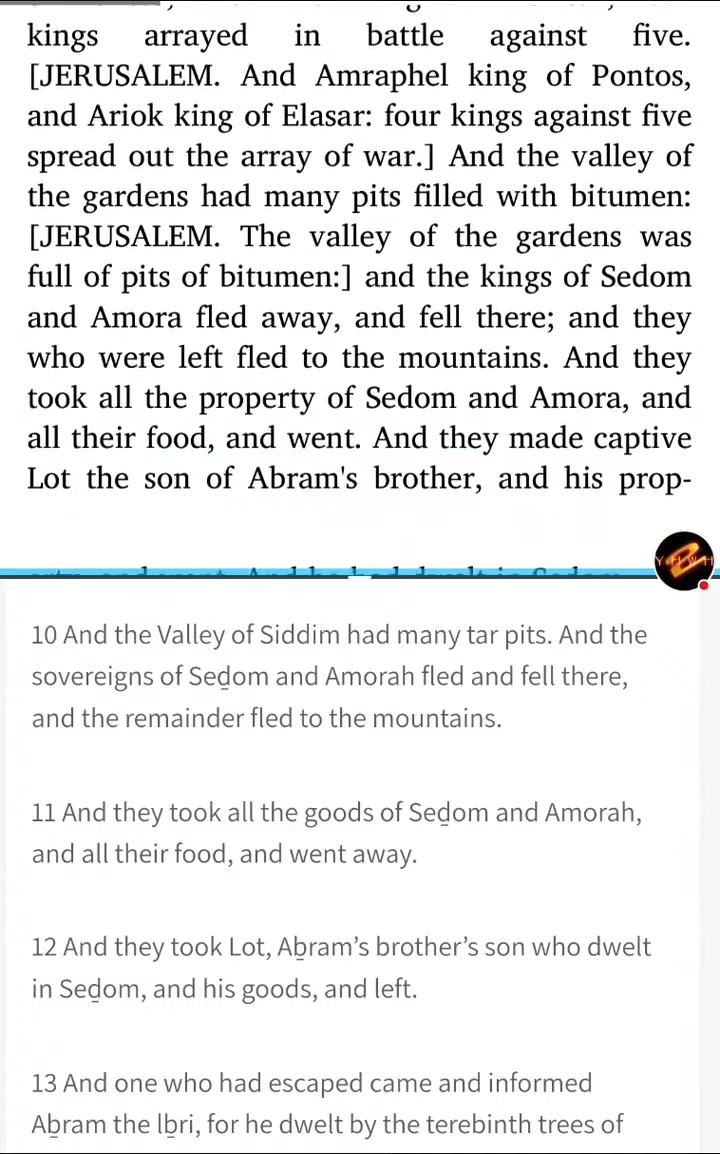 kings arrayed in battle against five.
[JERUSALEM. And Amraphel king of Pontos,
and Ariok king of Elasar: four kings against five
spread out the array of war.] And the valley of
the gardens had many pits filled with bitumen:
[JERUSALEM. The valley of the gardens was
full of pits of bitumen:] and the kings of Sedom
and Amora fled away, and fell there; and they
who were left fled to the mountains. And they
took all the property of Sedom and Amora, and
all their food, and went. And they made captive
Lot the son of Abram's brother, and his prop-
10 And the Valley of Siddim had many tar pits. And the
sovereigns of Seḏom and Amorah fled and fell there,
and the remainder fled to the mountains.
11 And they took all the goods of Seḏom and Amorah,
and all their food, and went away.
12 And they took Lot, Aḇram’s brother’s son who dwelt
in Seḏom, and his goods, and left.
13 And one who had escaped came and informed
Aḇram the Iḇri, for he dwelt by the terebinth trees of